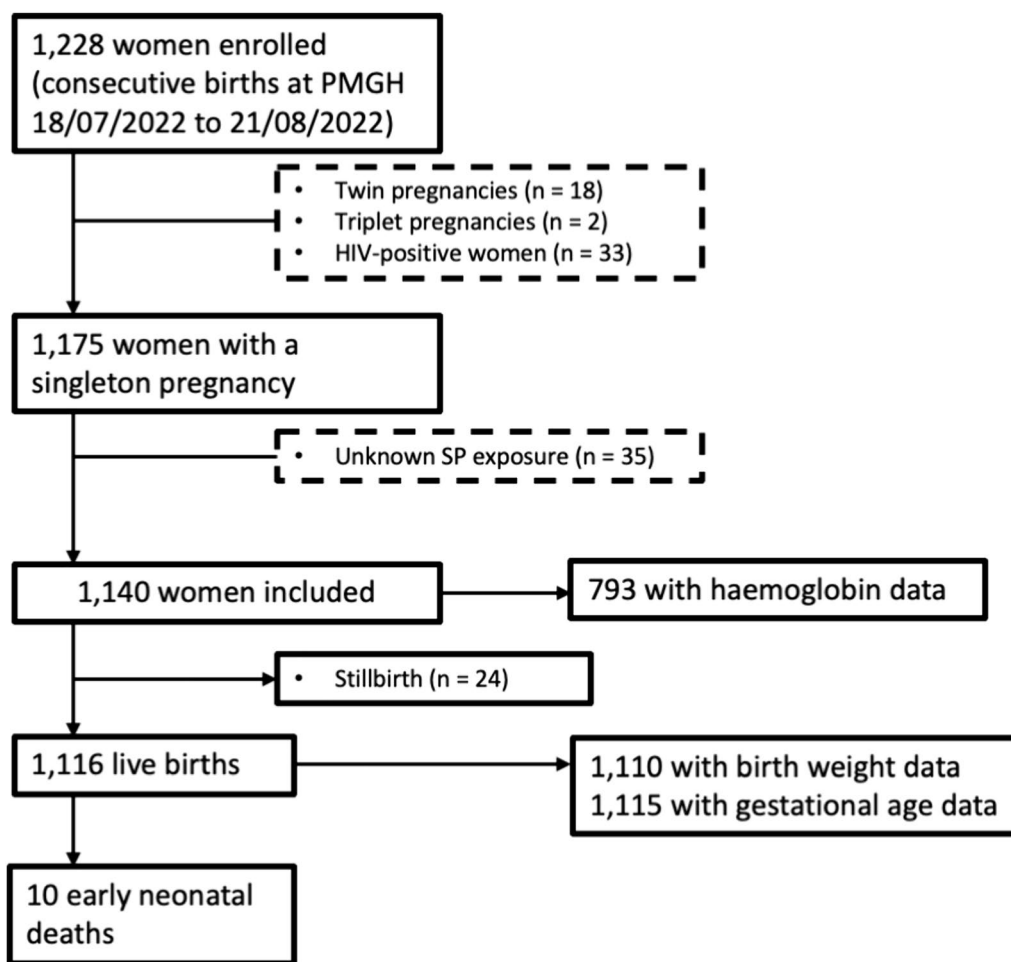 1,228 women enrolled
(consecutive births at PMGH
18/07/2022 to 21/08/2022)
• Twin pregnancies (n = 18)
• Triplet pregnancies (n = 2)
• HIV-positive women (n = 33)
1,175 women with a
singleton pregnancy
• Unknown SP exposure (n = 35)
1,140 women included
793 with haemoglobin data
• Stillbirth (n = 24)
1,116 live births
1,110 with birth weight data
1,115 with gestational age data
10 early neonatal
deaths